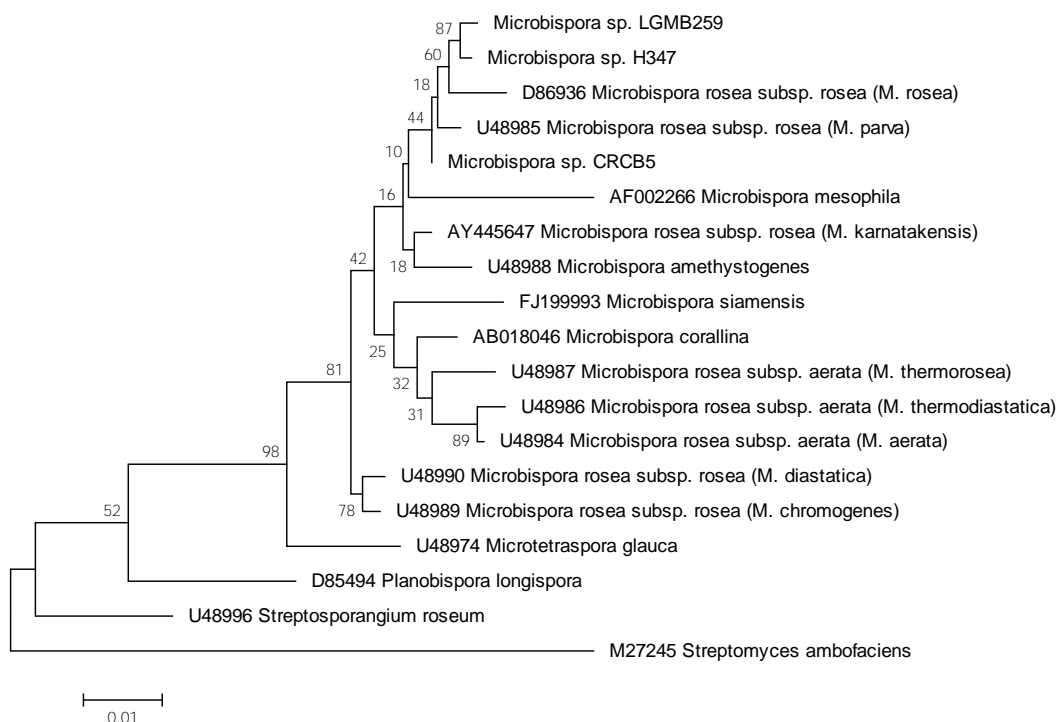 Microbispora sp. LGMB259
87
Microbispora sp. H347
60
18
D86936 Microbispora rosea subsp. rosea (M. rosea)
44
U48985 Microbispora rosea subsp. rosea (M. parva)
10
Microbispora sp. CRCB5
16
AF002266 Microbispora mesophila
AY445647 Microbispora rosea subsp. rosea (M. karnatakensis)
42
18
U48988 Microbispora amethystogenes
FJ199993 Microbispora siamensis
AB018046 Microbispora corallina
25
81
U48987 Microbispora rosea subsp. aerata (M. thermorosea)
32
U48986 Microbispora rosea subsp. aerata (M. thermodiastatica)
31
89
U48984 Microbispora rosea subsp. aerata (M. aerata)
98
U48990 Microbispora rosea subsp. rosea (M. diastatica)
52
78
U48989 Microbispora rosea subsp. rosea (M. chromogenes)
U48974 Microtetraspora glauca
D85494 Planobispora longispora
U48996 Streptosporangium roseum
M27245 Streptomyces ambofaciens
0.01